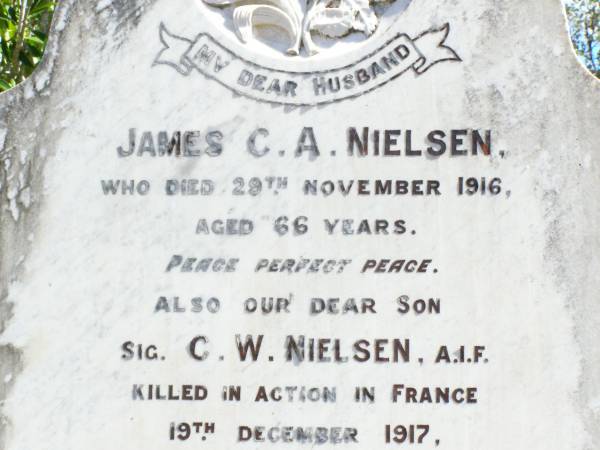 MY DEAR HUSBAND
JAMES C. A. NIELSEN,
WHO DIED 29TH NOVEMBER 1916,
AGED 66 YEARS.
PEACE PERFECT PEACE.
ALSO OUR DEAR SON
SIG. C. W. NIELSEN, A.I.F.
KILLED IN ACTION IN FRANCE
19TH DECEMBER 1917,